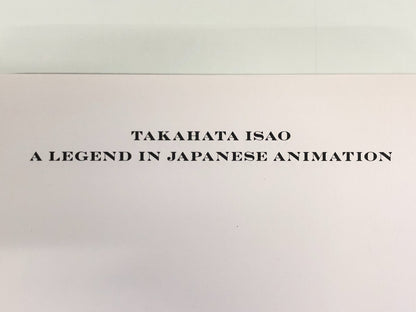 TAKAHATA ISAO
A LEGEND IN JAPANESE ANIMATION